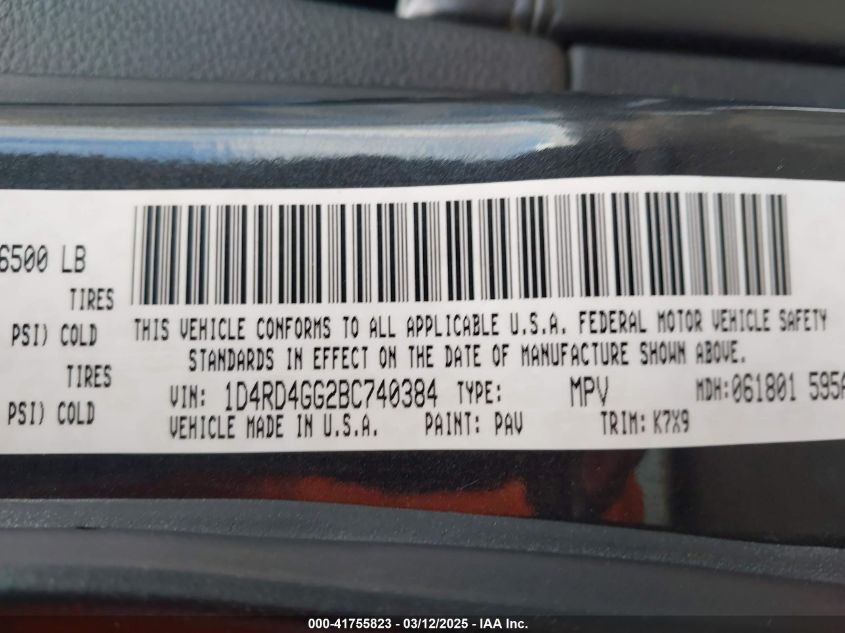 6500 LB
TIRES
PSI) COLD
TIRES
PSI) COLD
THIS VEHICLE CONFORMS TO ALL APPLICABLE U.S.A. FEDERAL MOTOR VEHICLE SAFETY
STANDARDS IN EFFECT ON THE DATE OF MANUFACTURE SHOWN ABOVE.
VIN: 1D4RD4GG2BC740384 TYPE: MPV MDH:061801 595A
VEHICLE MADE IN U.S.A. PAINT: PAV TRIM: K7X9
000-41755823 - 03/12/2025 - IAA Inc.